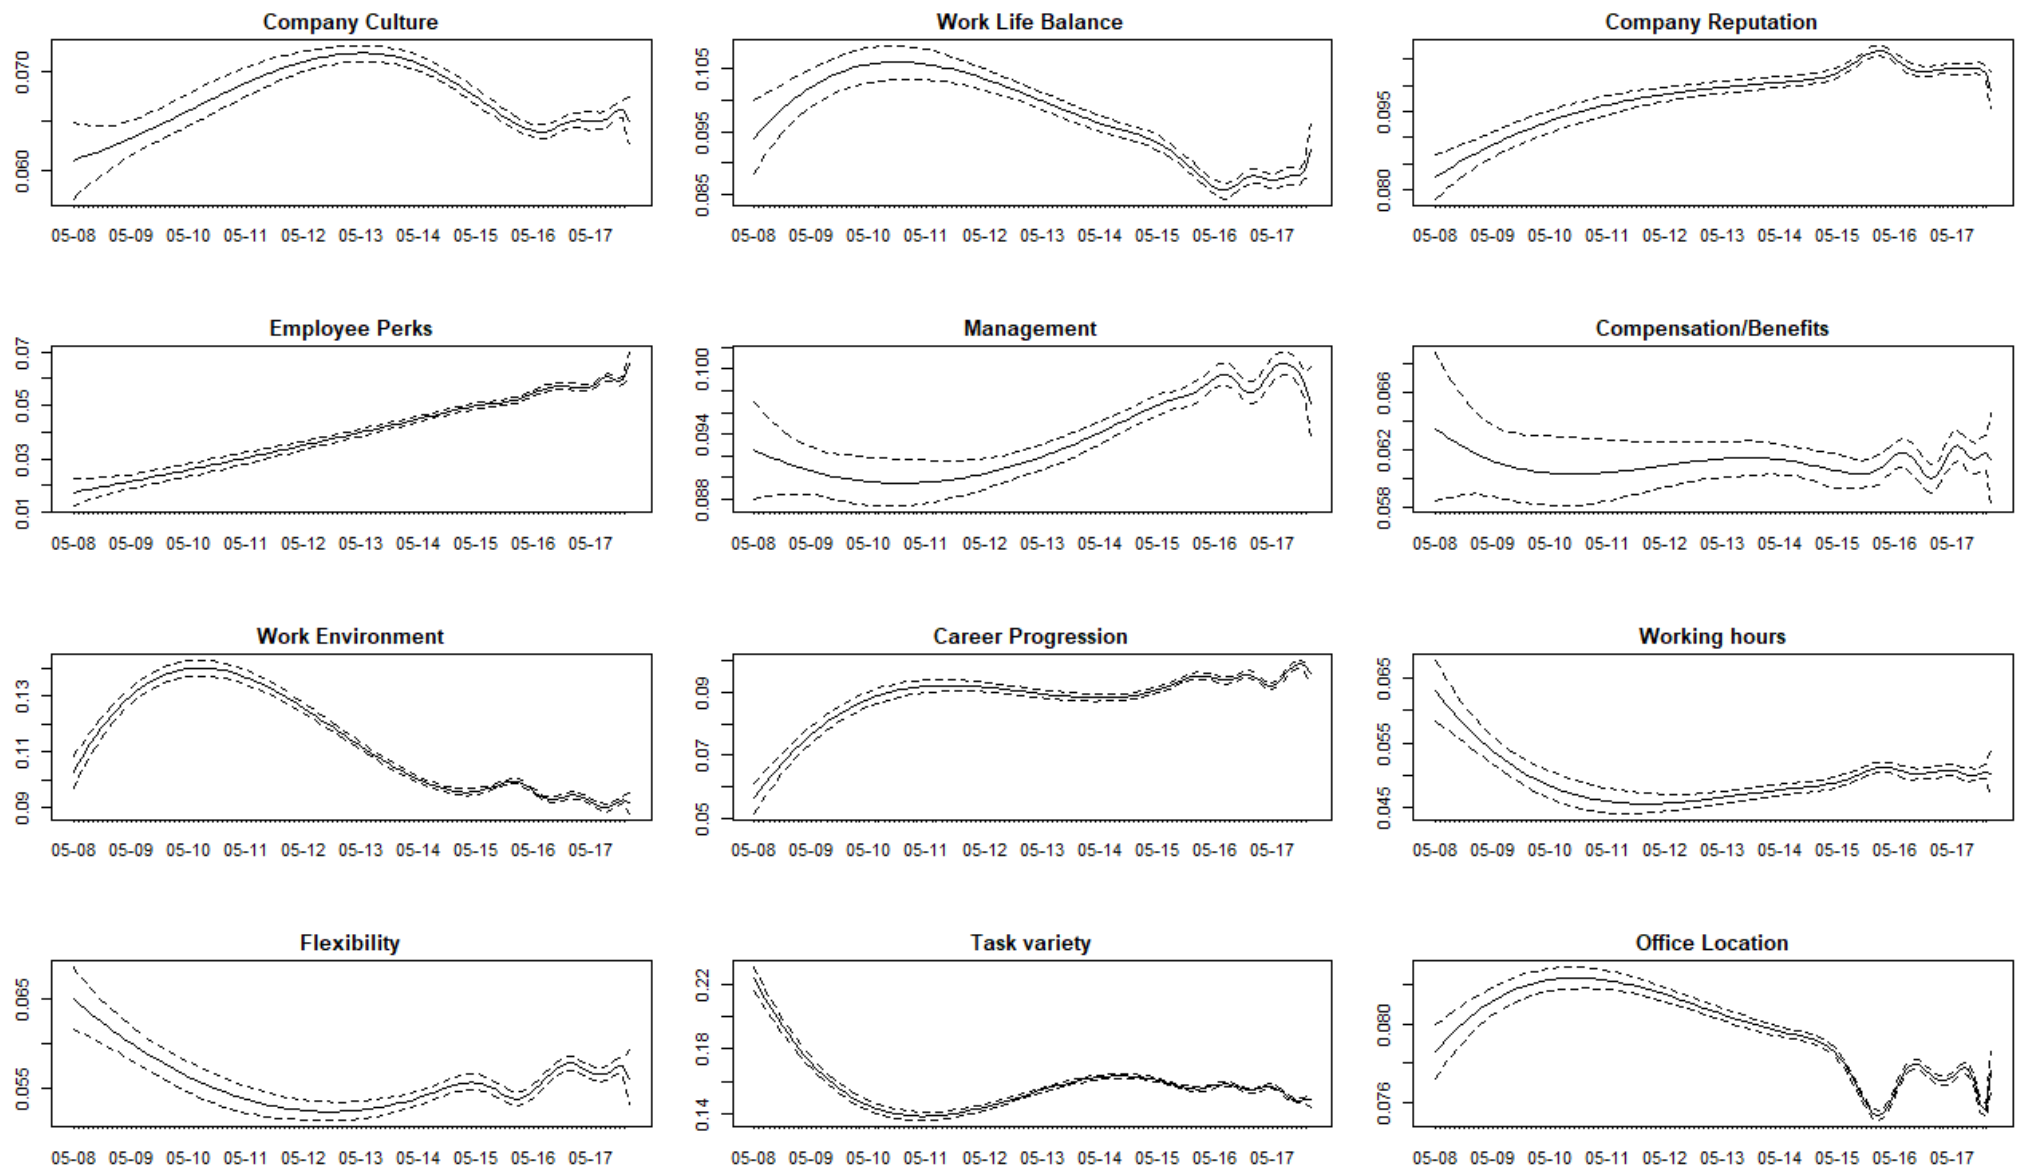 Company Culture
0.070
0.060
05-08 05-09 05-10 05-11 05-12 05-13 05-14 05-15 05-16 05-17
Work Life Balance
0.105
0.095
0.085
05-08 05-09 05-10 05-11 05-12 05-13 05-14 05-15 05-16 05-17
Company Reputation
0.095
0.080
05-08 05-09 05-10 05-11 05-12 05-13 05-14 05-15 05-16 05-17
Employee Perks
0.07
0.05
0.03
0.01
05-08 05-09 05-10 05-11 05-12 05-13 05-14 05-15 05-16 05-17
Management
0.100
0.094
0.088
05-08 05-09 05-10 05-11 05-12 05-13 05-14 05-15 05-16 05-17
Compensation/Benefits
0.066
0.062
0.058
05-08 05-09 05-10 05-11 05-12 05-13 05-14 05-15 05-16 05-17
Work Environment
0.13
0.11
0.09
05-08 05-09 05-10 05-11 05-12 05-13 05-14 05-15 05-16 05-17
Career Progression
0.09
0.07
0.05
05-08 05-09 05-10 05-11 05-12 05-13 05-14 05-15 05-16 05-17
Working hours
0.065
0.055
0.045
05-08 05-09 05-10 05-11 05-12 05-13 05-14 05-15 05-16 05-17
Flexibility
0.065
0.055
05-08 05-09 05-10 05-11 05-12 05-13 05-14 05-15 05-16 05-17
Task variety
0.22
0.18
0.14
05-08 05-09 05-10 05-11 05-12 05-13 05-14 05-15 05-16 05-17
Office Location
0.080
0.076
05-08 05-09 05-10 05-11 05-12 05-13 05-14 05-15 05-16 05-17